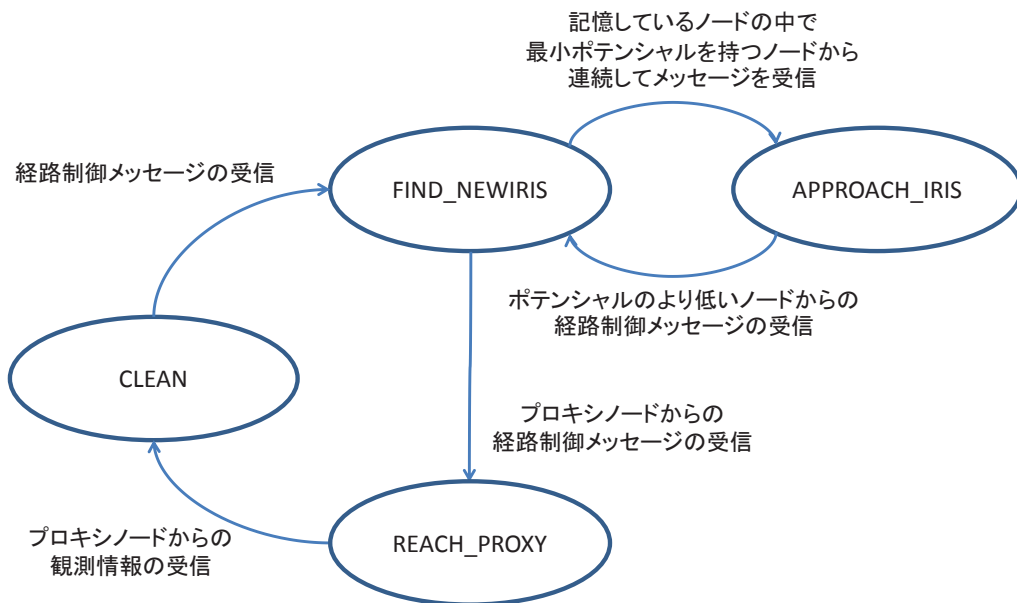 記憶しているノードの中で
最小ポテンシャルを持つノードから
連続してメッセージを受信
経路制御メッセージの受信
FIND_NEWIRIS
APPROACH_IRIS
ポテンシャルのより低いノードからの
経路制御メッセージの受信
CLEAN
プロキシノードからの
経路制御メッセージの受信
プロキシノードからの
観測情報の受信
REACH_PROXY